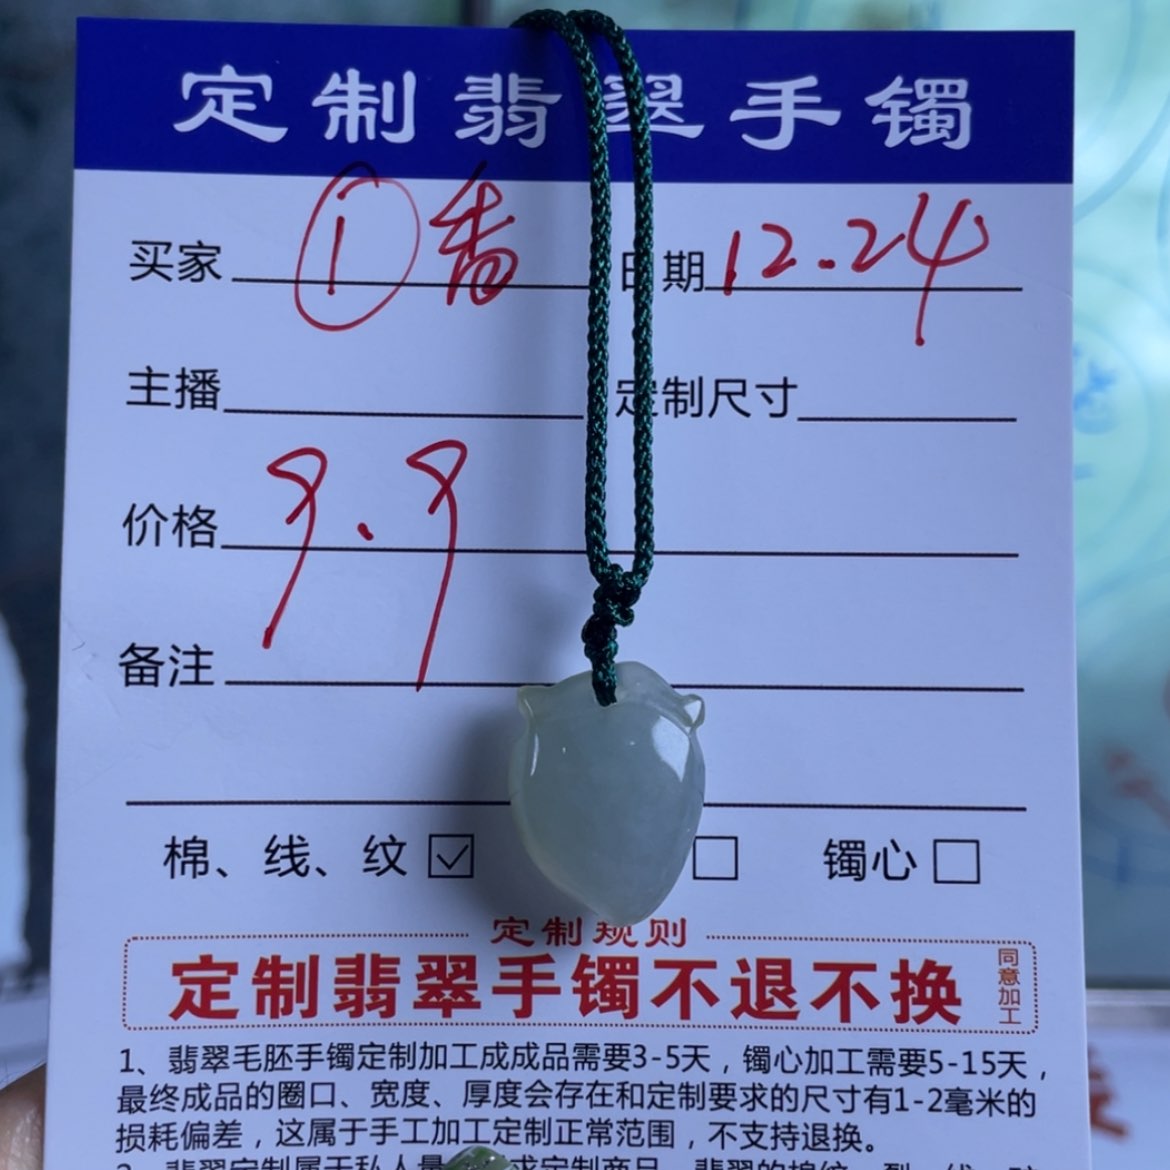 定制翡翠手镯
买家 ①香 日期 12.24
主播 定制尺寸
价格 9.9
备注
棉、线、纹☑ □ 镯心□
定制规则
定制翡翠手镯不退不换 同意加工
1、翡翠毛胚手镯定制加工成成品需要3-5天，镯心加工需要5-15天，
最终成品的圈口、宽度、厚度会存在和定制要求的尺寸有1-2毫米的
损耗偏差，这属于手工加工定制正常范围，不支持退换。